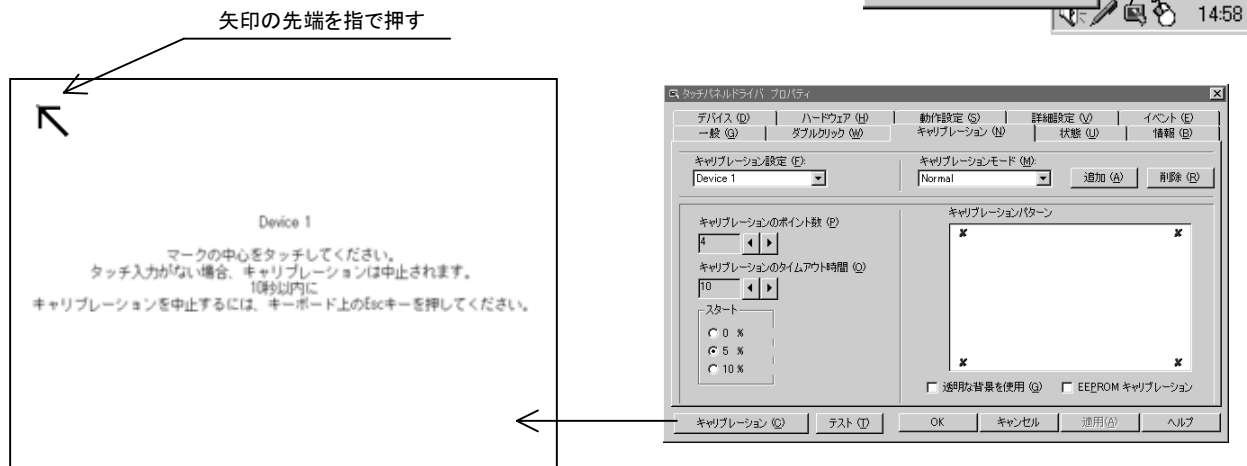 矢印の先端を指で押す
14:58
Device 1
マークの中心をタッチしてください。
タッチ入力がない場合、キャリブレーションは中止されます。
10秒以内に
キャリブレーションを中止するには、キーボード上のEscキーを押してください。
タッチパネルドライバ プロパティ
デバイス (D) ハードウェア (H) 動作設定 (S) 詳細設定 (V) イベント (E)
一般 (G) ダブルクリック (W) キャリブレーション (N) 状態 (U) 情報 (B)
キャリブレーション設定 (F): キャリブレーションモード (M):
Device 1 Normal 追加 (A) 削除 (R)
キャリブレーションのポイント数 (P) キャリブレーションパターン
4
キャリブレーションのタイムアウト時間 (O)
10
スタート
0 %
5 %
10 %
透明な背景を使用 (G) EEPROM キャリブレーション
キャリブレーション (C) テスト (T) OK キャンセル 適用(A) ヘルプ